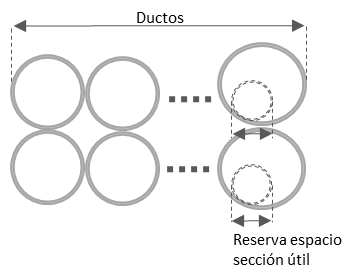 Ductos
Reserva espacio
sección útil